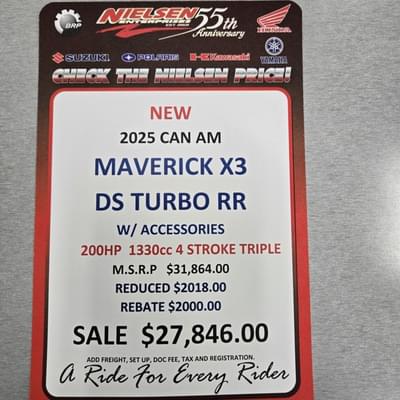 BRP
NIELSEN
ENTERPRISES
55th
Anniversary
HONDA
SUZUKI
POLARIS
Kawasaki
YAMAHA
CHECK THE NIELSEN PRICE!
NEW
2025 CAN AM
MAVERICK X3
DS TURBO RR
W/ ACCESSORIES
200HP 1330cc 4 STROKE TRIPLE
M.S.R.P $31,864.00
REDUCED $2018.00
REBATE $2000.00
SALE $27,846.00
ADD FREIGHT, SET UP, DOC FEE, TAX AND REGISTRATION.
A Ride For Every Rider